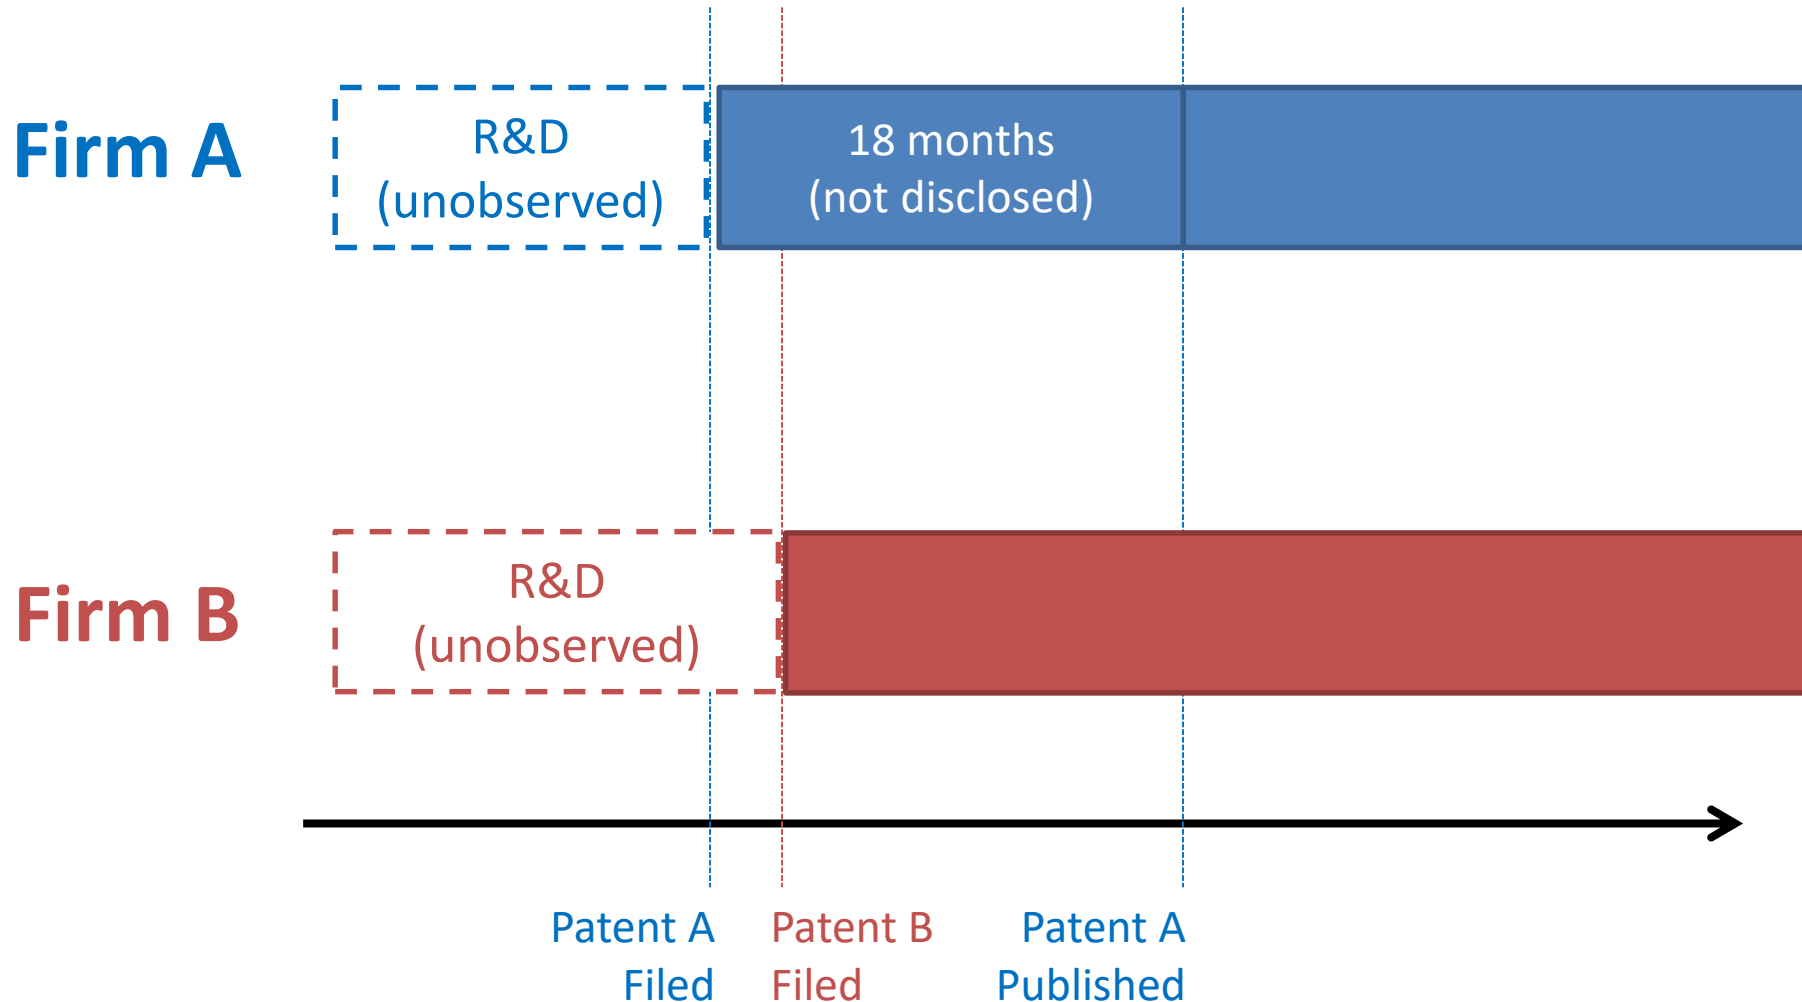 Firm A
R&D
(unobserved)
18 months
(not disclosed)
Firm B
R&D
(unobserved)
Patent A
Filed
Patent B
Filed
Patent A
Published